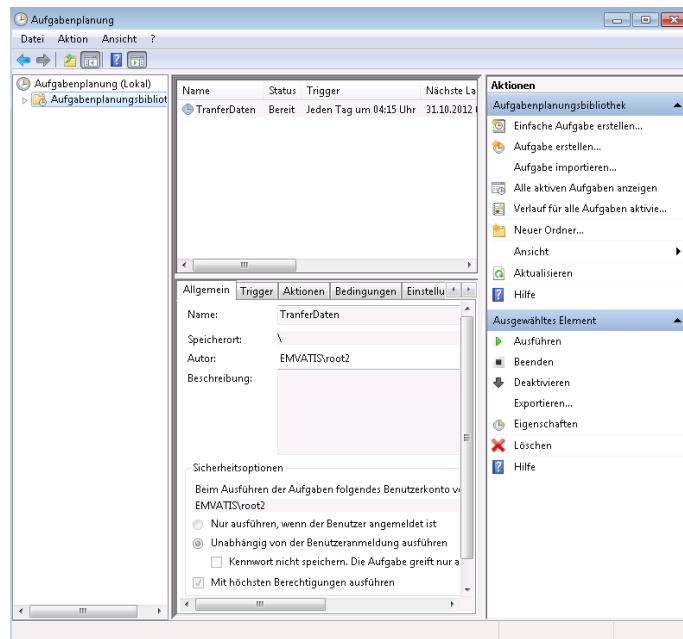 Aufgabenplanung
Datei Aktion Ansicht ?
Aufgabenplanung (Lokal)
Aufgabenplanungsbibliot
Name Status Trigger Nächste La
TranferDaten Bereit Jeden Tag um 04:15 Uhr 31.10.2012
Allgemein Trigger Aktionen Bedingungen Einstellu
Name: TranferDaten
Speicherort: \
Autor: EMVATIS\root2
Beschreibung:
Sicherheitsoptionen
Beim Ausführen der Aufgaben folgendes Benutzerkonto v
EMVATIS\root2
Nur ausführen, wenn der Benutzer angemeldet ist
Unabhängig von der Benutzeranmeldung ausführen
Kennwort nicht speichern. Die Aufgabe greift nur a
Mit höchsten Berechtigungen ausführen
Aktionen
Aufgabenplanungsbibliothek
Einfache Aufgabe erstellen...
Aufgabe erstellen...
Aufgabe importieren...
Alle aktiven Aufgaben anzeigen
Verlauf für alle Aufgaben aktivie...
Neuer Ordner...
Ansicht
Aktualisieren
Hilfe
Ausgewähltes Element
Ausführen
Beenden
Deaktivieren
Exportieren...
Eigenschaften
Löschen
Hilfe